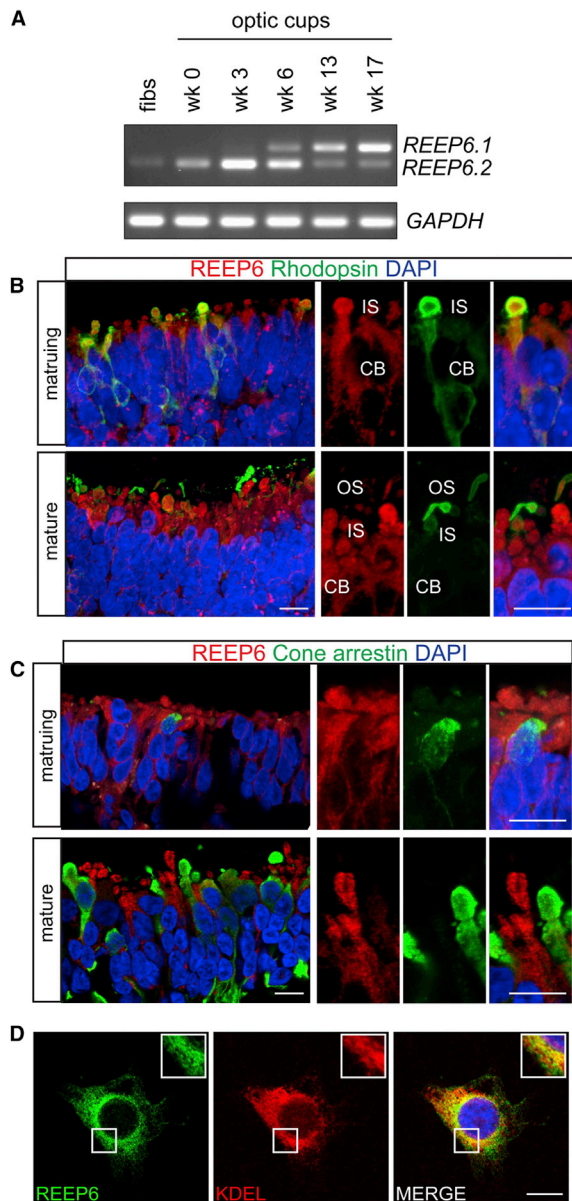 A
optic cups
fibs
wk 0
wk 3
wk 6
wk 13
wk 17
REEP6.1
REEP6.2
GAPDH
REEP6 Rhodopsin DAPI
B
matruing
IS
IS
CB
CB
mature
OS
OS
IS
IS
CB
CB
REEP6 Cone arrestin DAPI
C
matruing
mature
D
REEP6
KDEL
MERGE